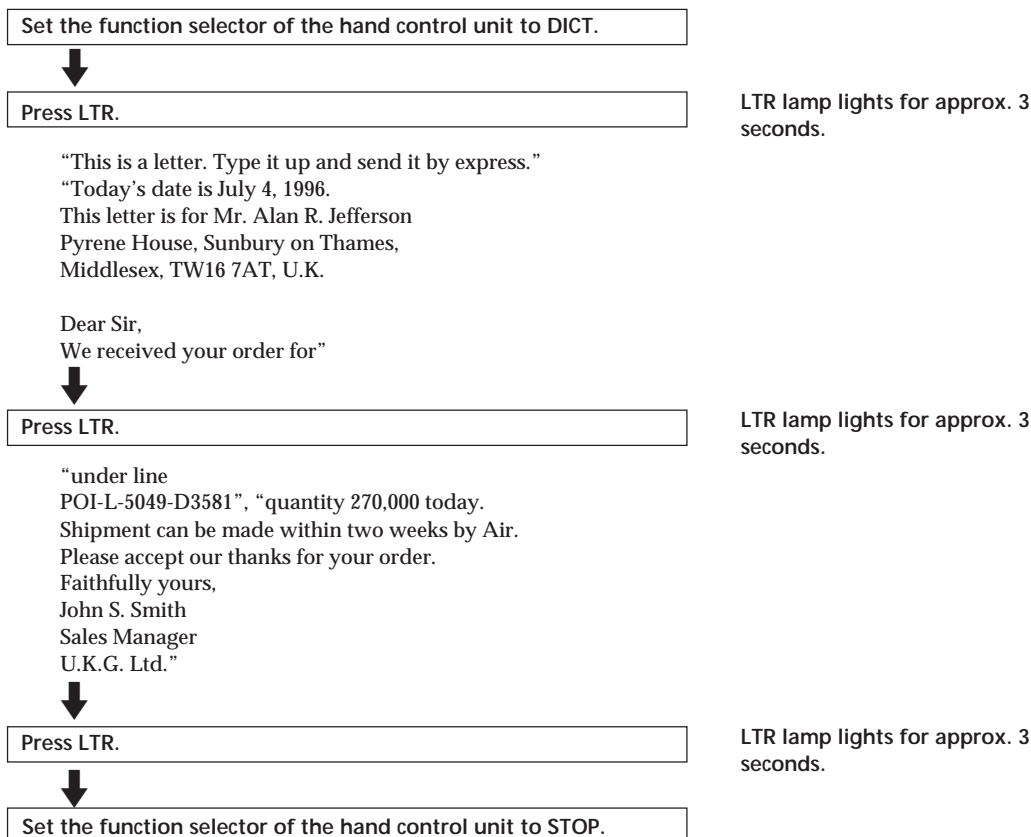 Set the function selector of the hand control unit to DICT.
Press LTR.
LTR lamp lights for approx. 3
seconds.
“This is a letter. Type it up and send it by express.”
“Today’s date is July 4, 1996.
This letter is for Mr. Alan R. Jefferson
Pyrene House, Sunbury on Thames,
Middlesex, TW16 7AT, U.K.
Dear Sir,
We received your order for”
Press LTR.
LTR lamp lights for approx. 3
seconds.
“under line
POI-L-5049-D3581”, “quantity 270,000 today.
Shipment can be made within two weeks by Air.
Please accept our thanks for your order.
Faithfully yours,
John S. Smith
Sales Manager
U.K.G. Ltd.”
Press LTR.
LTR lamp lights for approx. 3
seconds.
Set the function selector of the hand control unit to STOP.